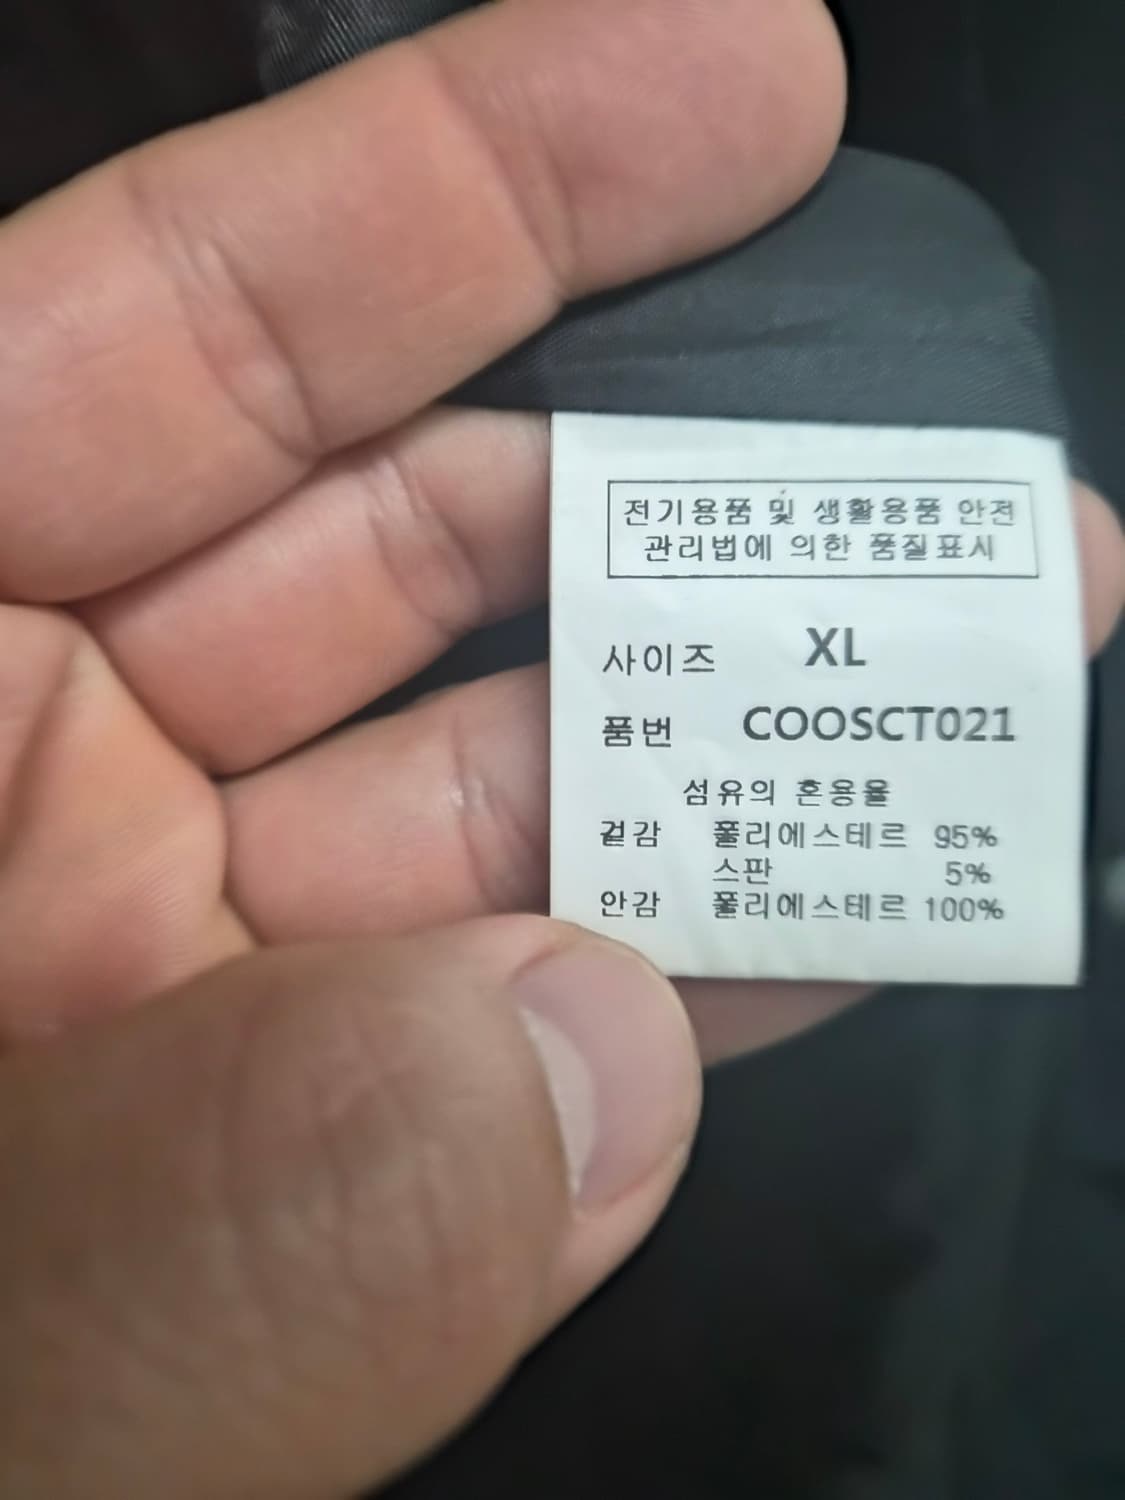 전기용품 및 생활용품 안전
관리법에 의한 품질표시
사이즈 XL
품번 COOSCT021
섬유의 혼용율
겉감 폴리에스테르 95%
스판 5%
안감 폴리에스테르 100%